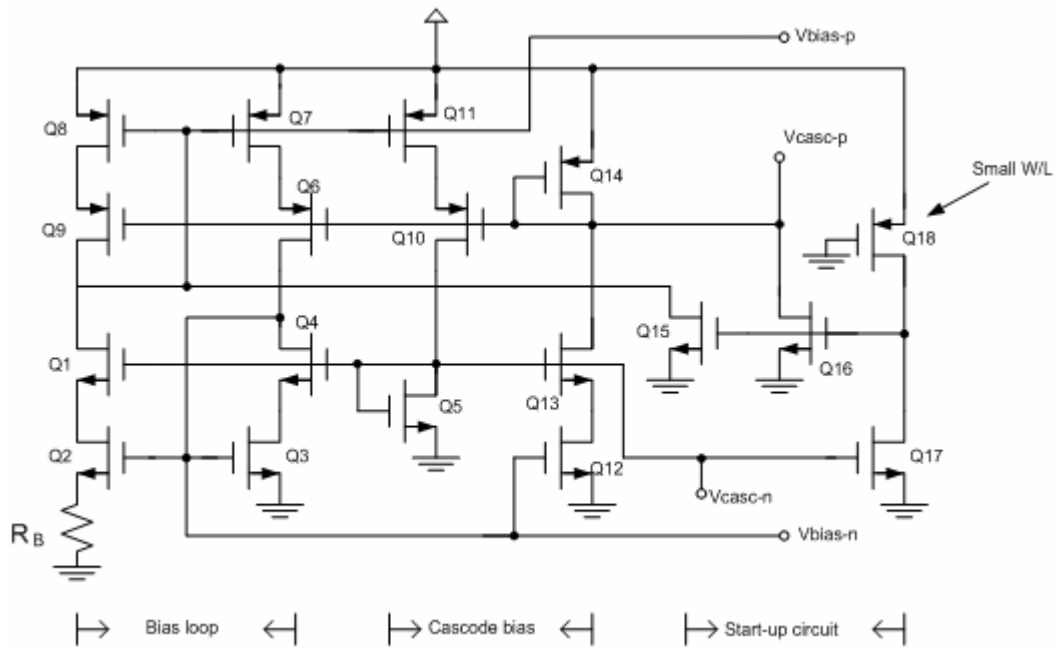 Vbias-p
Q8
Q7
Q11
Vcasc-p
Q14
Small W/L
Q6
Q9
Q10
Q18
Q4
Q15
Q1
Q16
Q5
Q13
Q2
Q3
Q12
Q17
Vcasc-n
RB
Vbias-n
Bias loop
Cascode bias
Start-up circuit